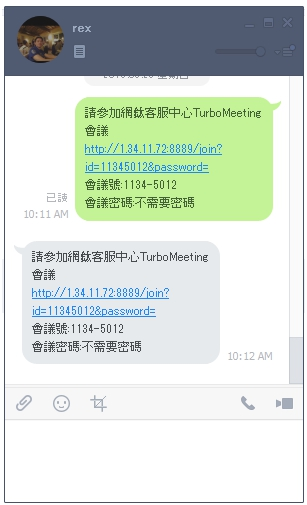 rex
請參加網鈦客服中心TurboMeeting
會議
http://1.34.11.72:8889/join?
id=11345012&password=
會議號:1134-5012
會議密碼:不需要密碼
已讀
10:11 AM
請參加網鈦客服中心TurboMeeting
會議
http://1.34.11.72:8889/join?
id=11345012&password=
會議號:1134-5012
會議密碼:不需要密碼
10:12 AM